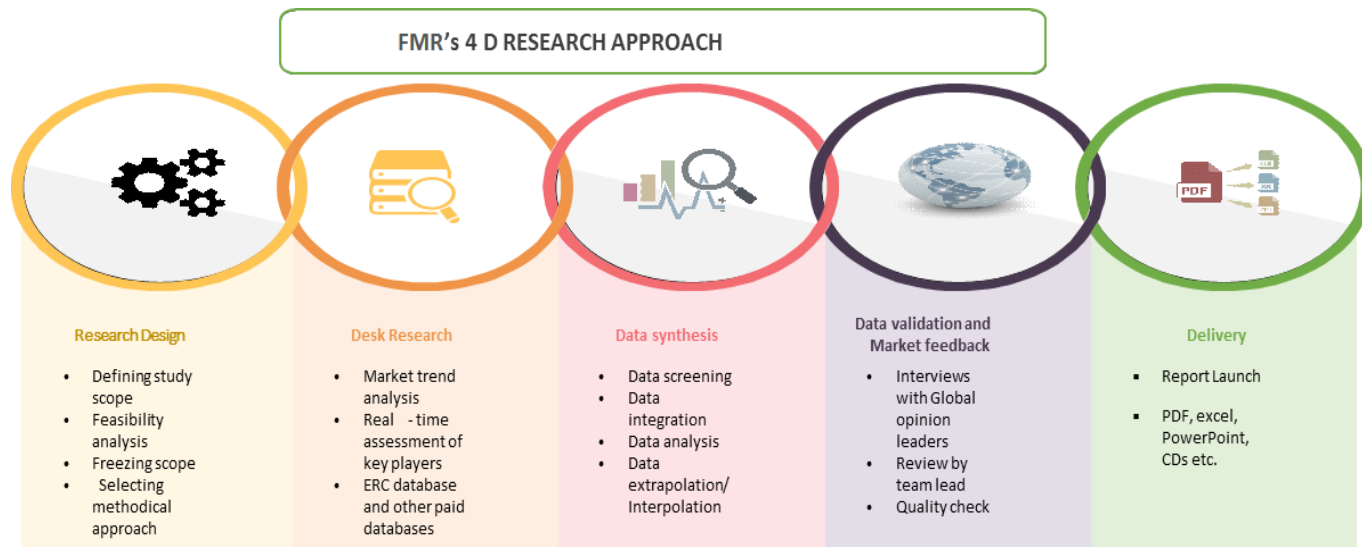 FMR's 4 D RESEARCH APPROACH
PDF
Research Design
• Defining study
scope
• Feasibility
analysis
• Freezing scope
• Selecting
methodical
approach
Desk Research
• Market trend
analysis
• Real - time
assessment of
key players
• ERC database
and other paid
databases
Data synthesis
• Data screening
• Data
integration
• Data analysis
• Data
extrapolation/
Interpolation
Data validation and
Market feedback
• Interviews
with Global
opinion
leaders
• Review by
team lead
• Quality check
Delivery
▪ Report Launch
▪ PDF, excel,
PowerPoint,
CDs etc.